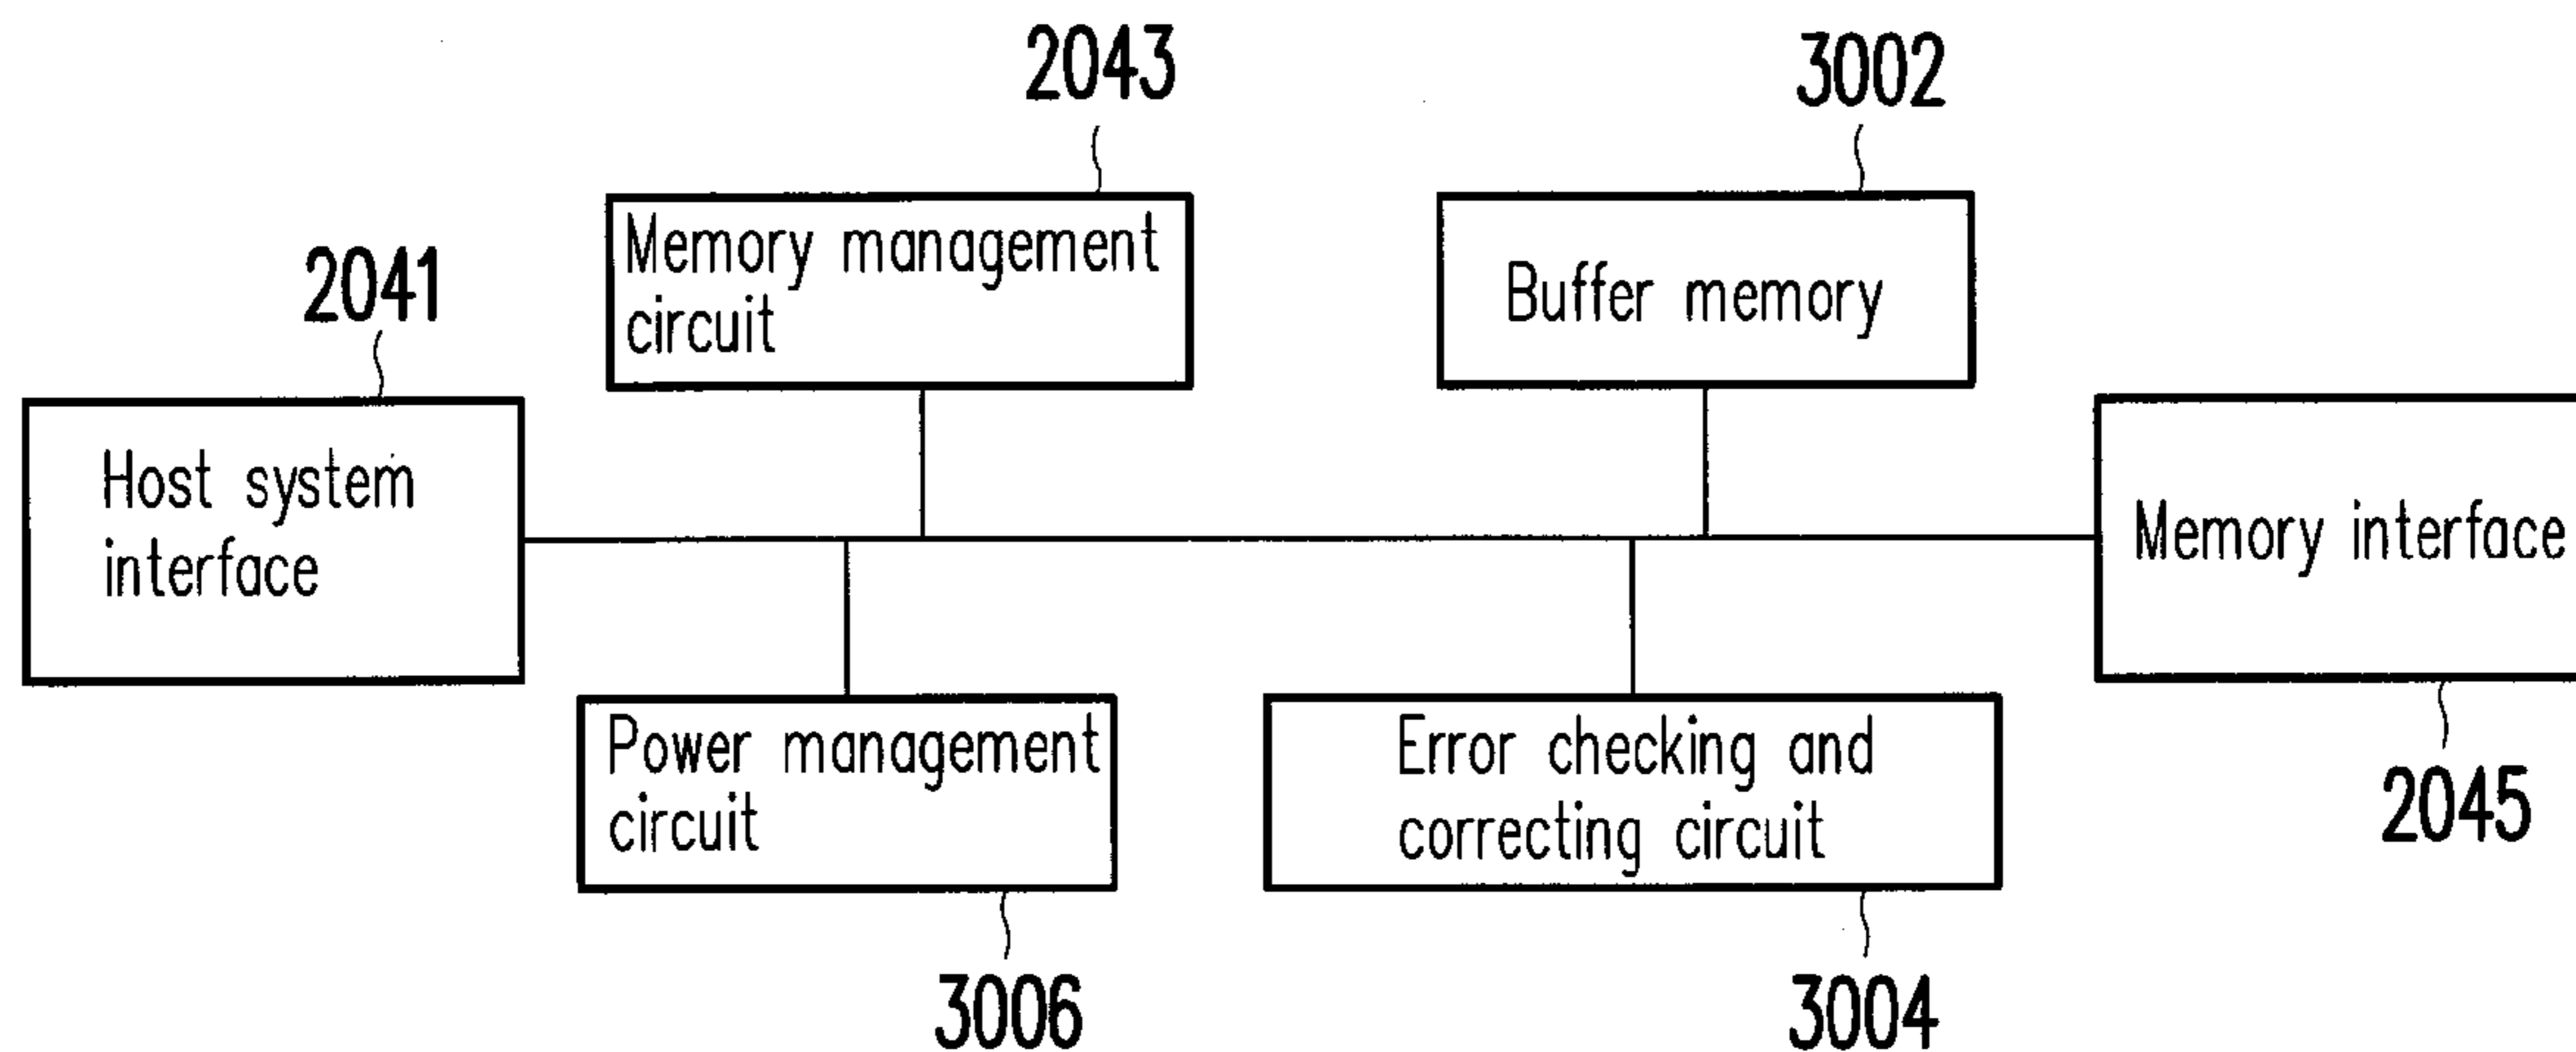 2043
3002
Memory management
circuit
Buffer memory
2041
Host system
interface
Memory interface
2045
Power management
circuit
Error checking and
correcting circuit
3006
3004